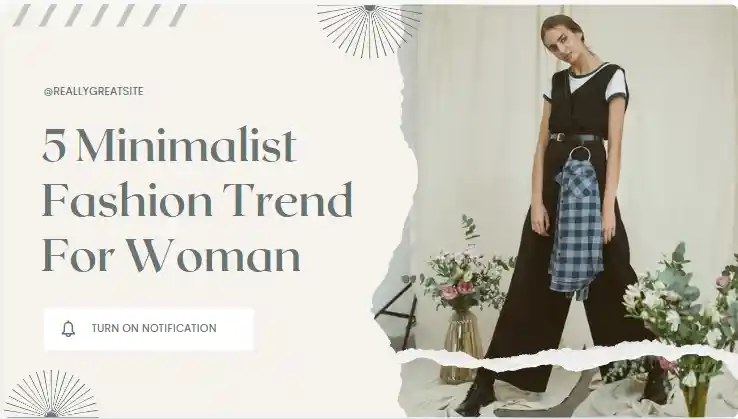 @REALLYGREATSITE
5 Minimalist
Fashion Trend
For Woman
TURN ON NOTIFICATION